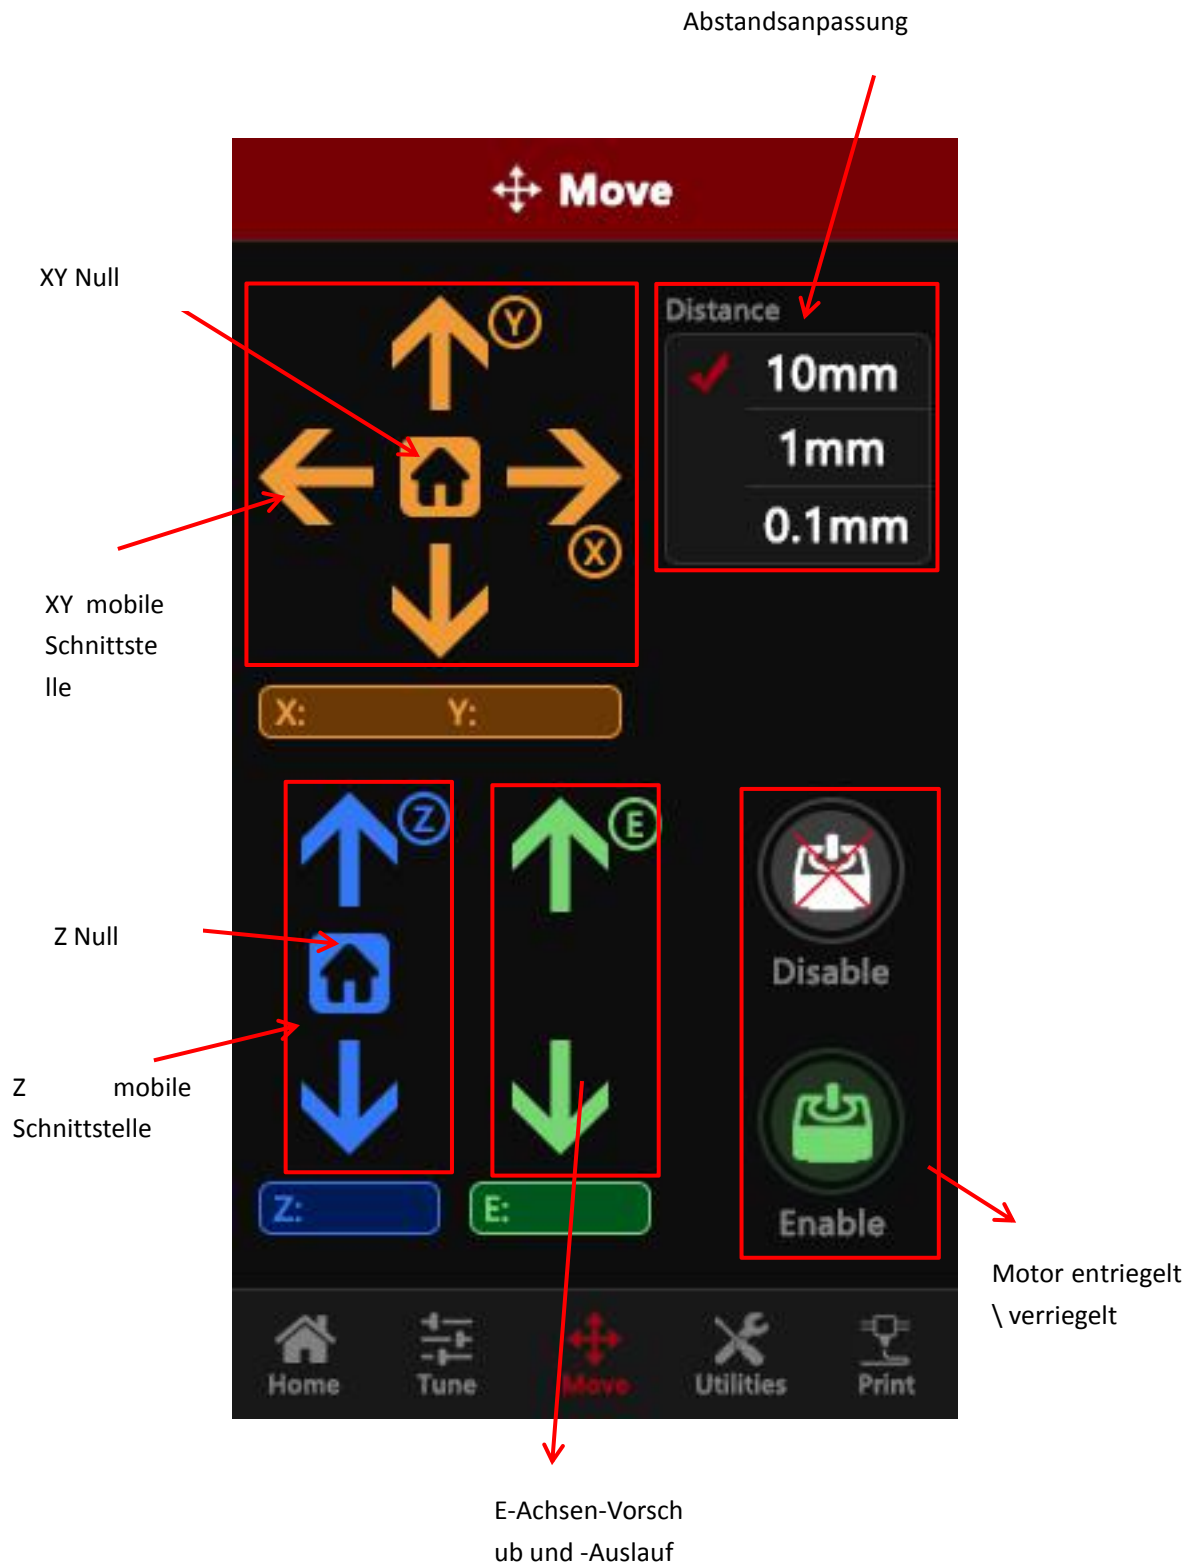 Abstandsanpassung
Move
XY Null
Y
Distance
10mm
1mm
0.1mm
X
XY mobile
Schnittste
lle
X: Y:
Z
E
Z Null
Disable
Z mobile
Schnittstelle
Z:
E:
Enable
Motor entriegelt
\ verriegelt
Home Tune Move Utilities Print
E-Achsen-Vorsch
ub und -Auslauf